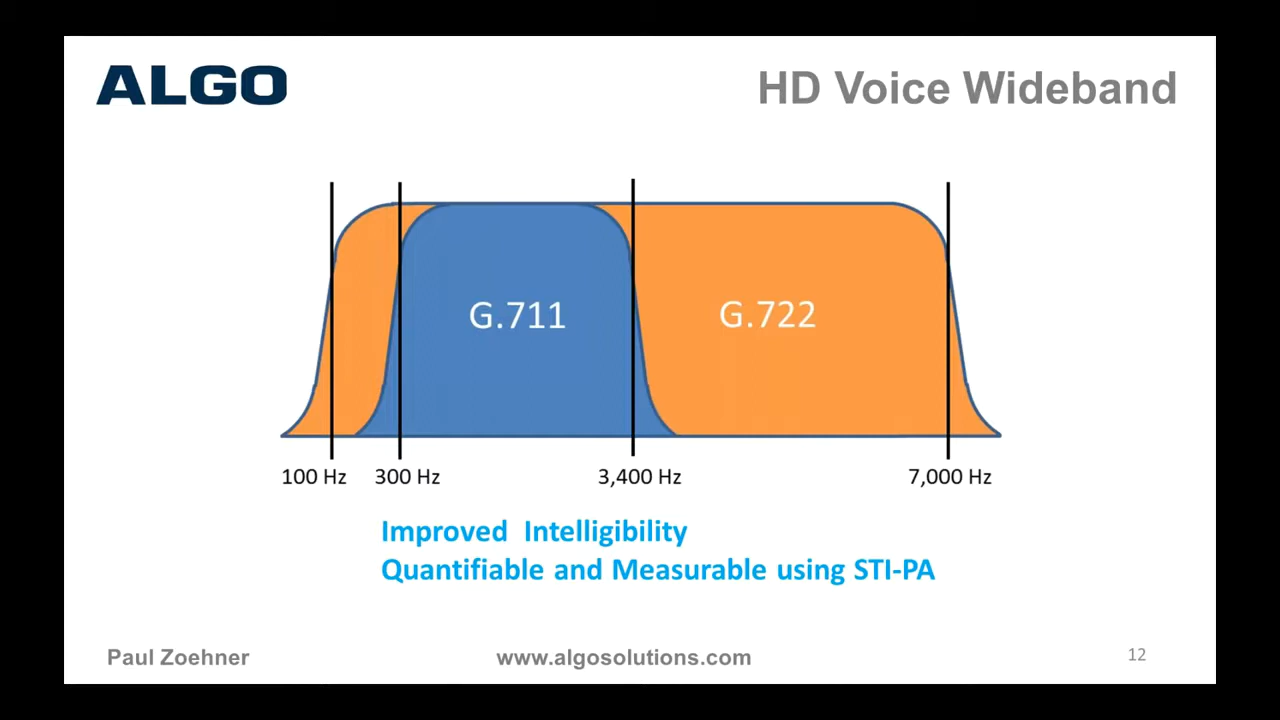 ALGO
HD Voice Wideband
G.711
G.722
100 Hz
300 Hz
3,400 Hz
7,000 Hz
Improved Intelligibility
Quantifiable and Measurable using STI-PA
Paul Zoehner
www.algosolutions.com
12